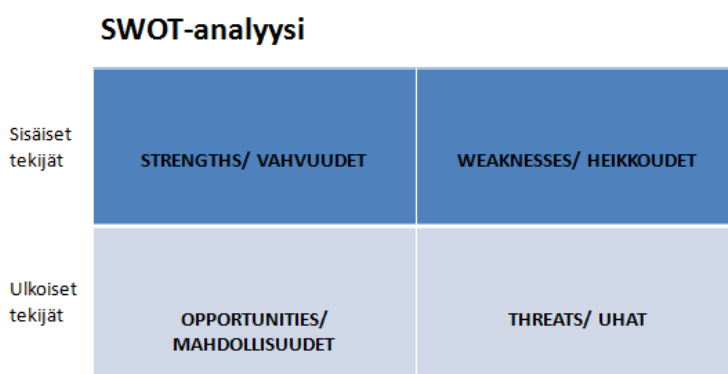 SWOT-analyysi
Sisäiset
tekijät
STRENGTHS/ VAHVUUDET
WEAKNESSES/ HEIKKOUDET
Ulkoiset
tekijät
OPPORTUNITIES/
MAHDOLLISUUDET
THREATS/ UHAT